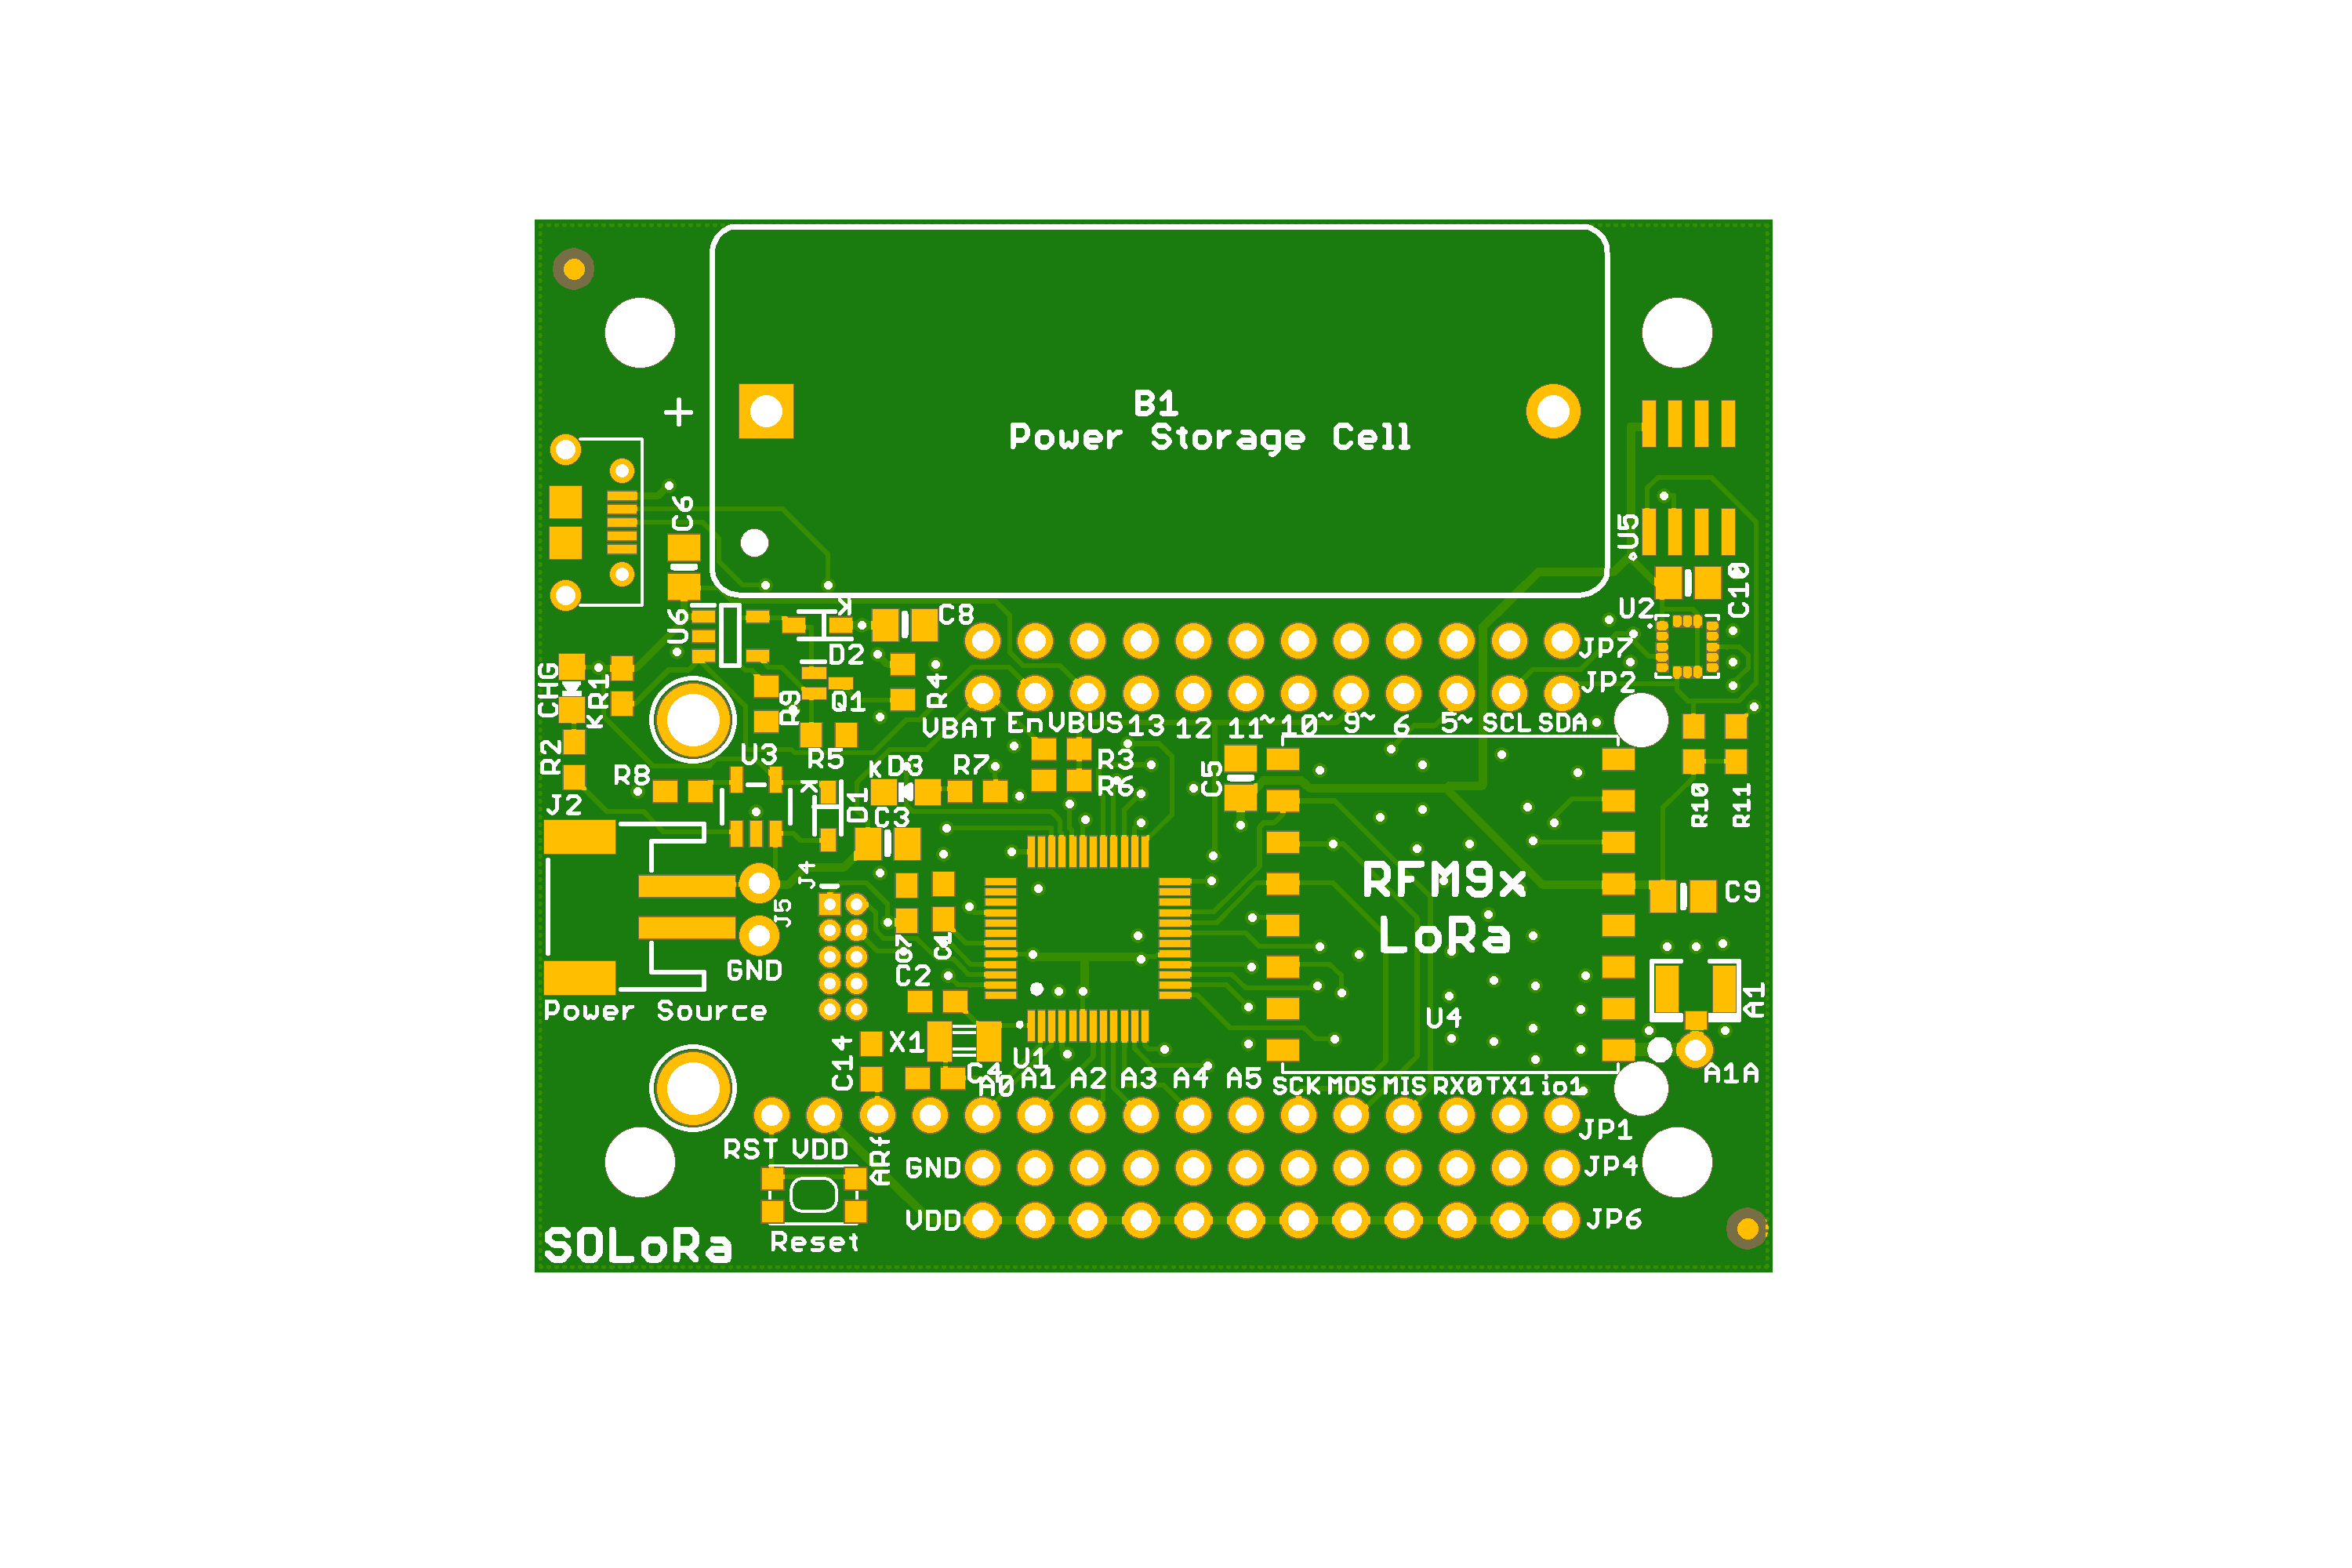 B1
+
Power Storage Cell
C6
U5
C10
U2
U6
K
C8
D2
JP7
CHG
K
R1
R4
JP2
R9
Q1
VBAT En VBUS 13 12 11~ 10~ 9~ 6 5~ SCL SDA
R2
U3
R5
K D3 R7
R3
R8
R6
C5
K
J2
D1
C3
R10 R11
J4
RFM9x
C9
J5
LoRa
C7 C1
GND
C2
Power Source
A1
U4
C14
X1
U1
C4
A0 A1 A2 A3 A4 A5 SCK MOS MIS RX0 TX1 io1
A1A
JP1
RST VDD ARf
GND
JP4
VDD
JP6
SOLoRa
Reset